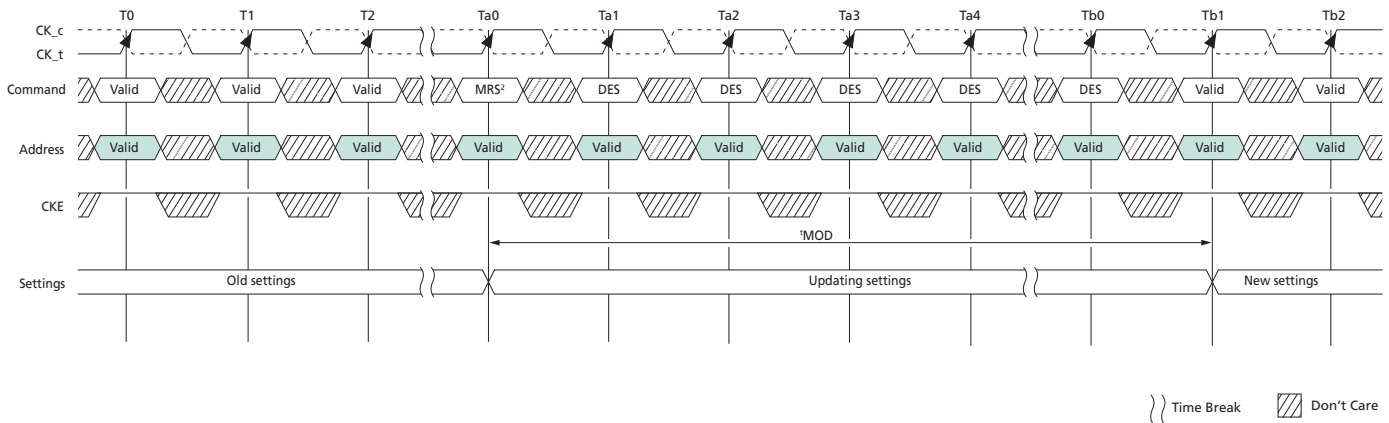 T0 T1 T2 Ta0 Ta1 Ta2 Ta3 Ta4 Tb0 Tb1 Tb2
CK_c
CK_t
Command Valid Valid Valid MRS² DES DES DES DES DES Valid Valid
Address Valid Valid Valid Valid Valid Valid Valid Valid Valid Valid Valid
CKE
ᵗMOD
Settings Old settings Updating settings New settings
Time Break Don't Care